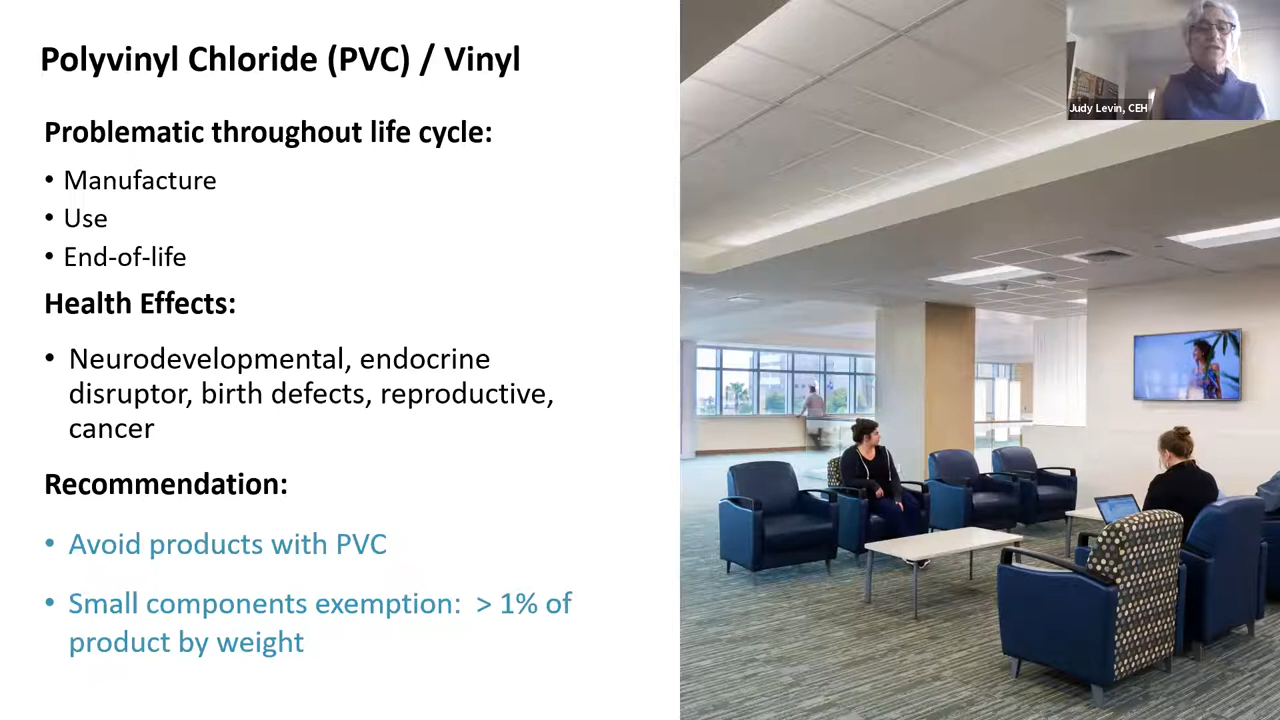 Polyvinyl Chloride (PVC) / Vinyl
Problematic throughout life cycle:
• Manufacture
• Use
• End-of-life
Health Effects:
• Neurodevelopmental, endocrine
disruptor, birth defects, reproductive,
cancer
Recommendation:
• Avoid products with PVC
• Small components exemption:  > 1% of
product by weight
Judy Levin, CEH